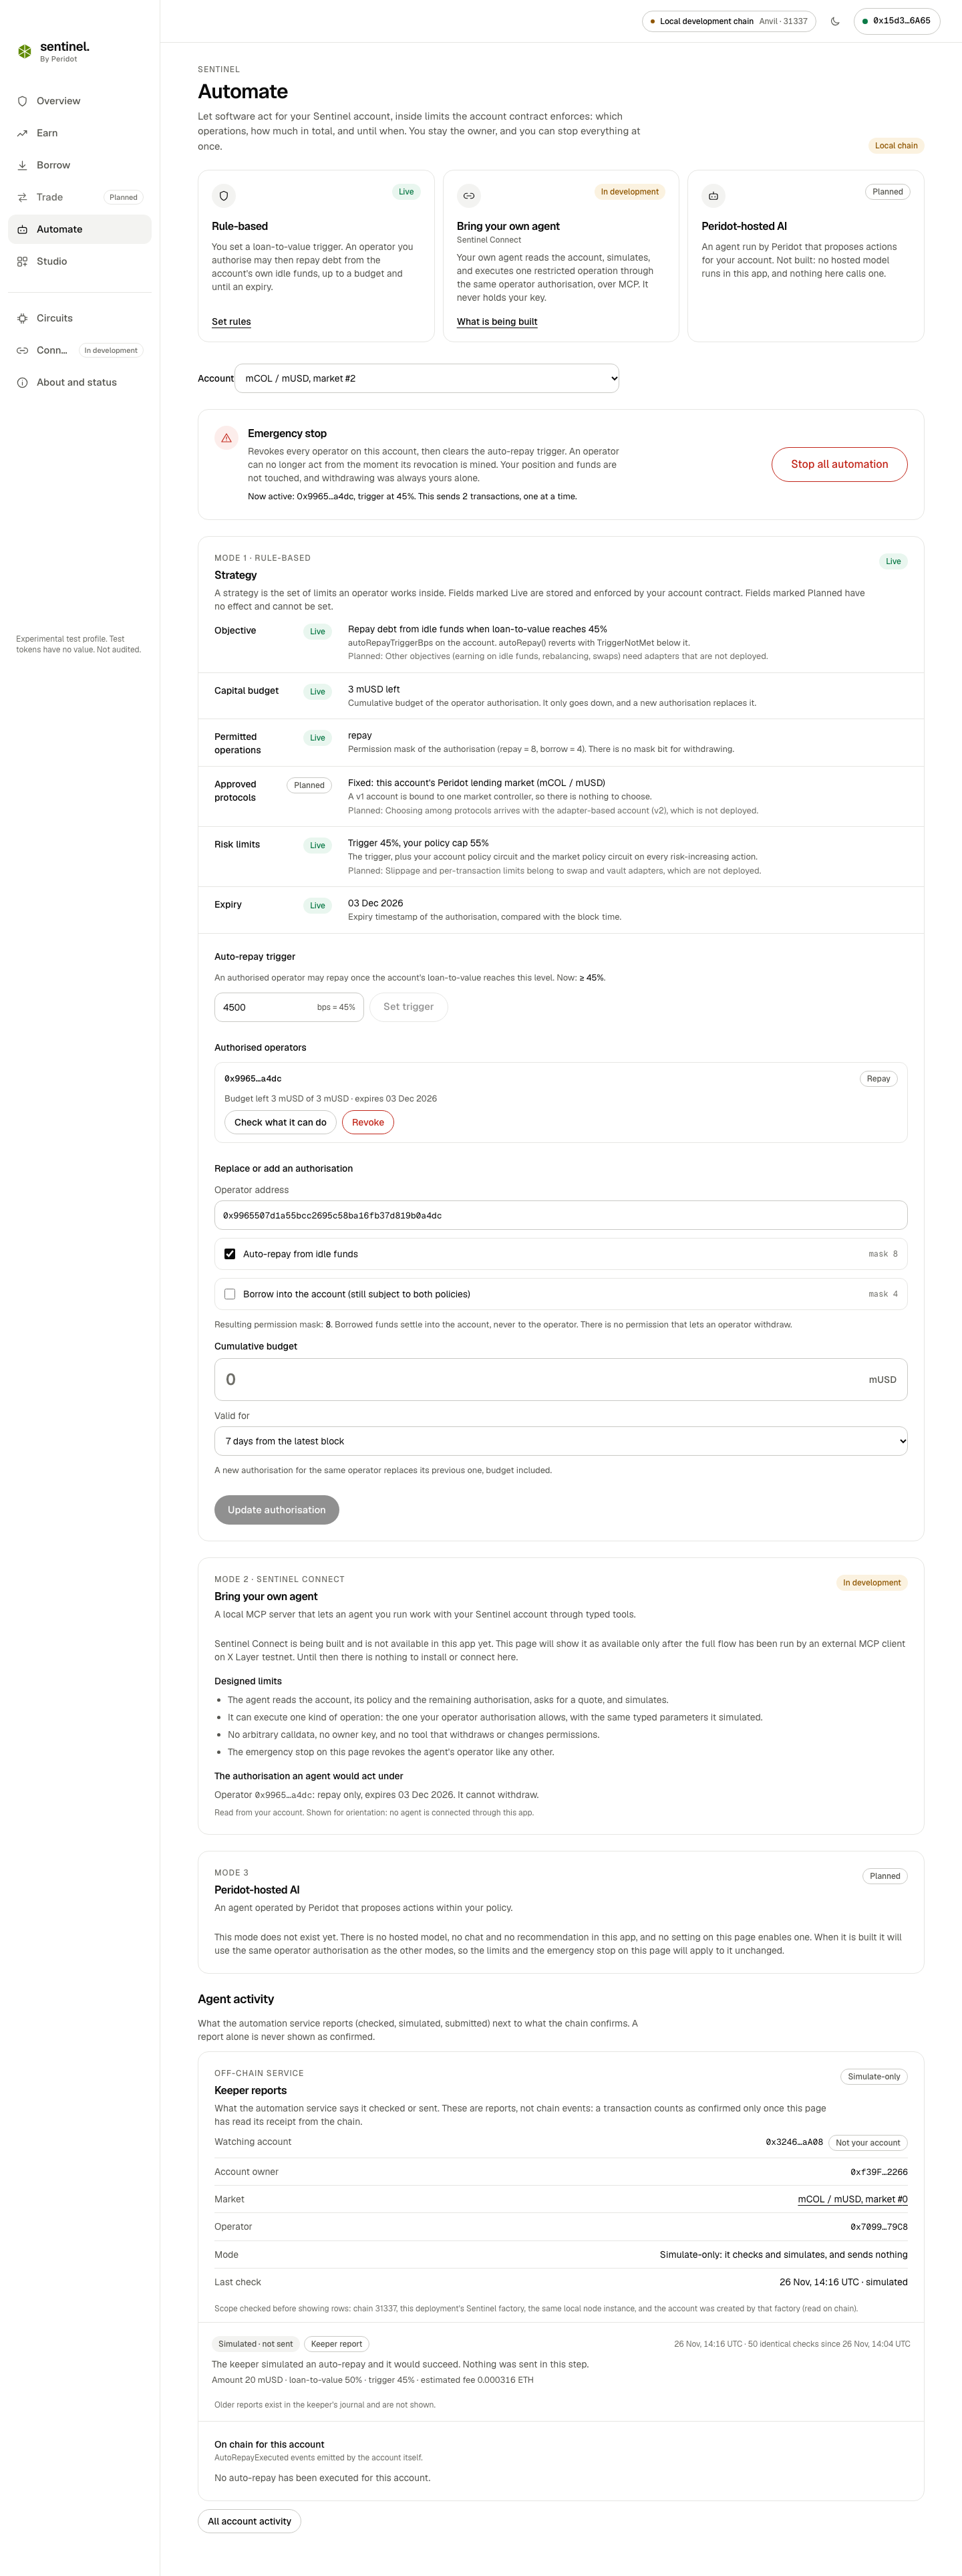 sentinel.
By Peridot
Overview
Earn
Borrow
Trade
Planned
Automate
Studio
Circuits
Conn...
In development
About and status
Experimental test profile. Test
tokens have no value. Not audited.
Local development chain Anvil · 31337
0x15d3...6A65
SENTINEL
Automate
Let software act for your Sentinel account, inside limits the account contract enforces: which
operations, how much in total, and until when. You stay the owner, and you can stop everything at
once.
Local chain
Live
Rule-based
You set a loan-to-value trigger. An operator you
authorise may then repay debt from the
account's own idle funds, up to a budget and
until an expiry.
Set rules
In development
Bring your own agent
Sentinel Connect
Your own agent reads the account, simulates,
and executes one restricted operation through
the same operator authorisation, over MCP. It
never holds your key.
What is being built
Planned
Peridot-hosted AI
An agent run by Peridot that proposes actions
for your account. Not built: no hosted model
runs in this app, and nothing here calls one.
Account
mCOL / mUSD, market #2
Emergency stop
Revokes every operator on this account, then clears the auto-repay trigger. An operator
can no longer act from the moment its revocation is mined. Your position and funds are
not touched, and withdrawing was always yours alone.
Now active: 0x9965...a4dc, trigger at 45%. This sends 2 transactions, one at a time.
Stop all automation
MODE 1 · RULE-BASED
Strategy
A strategy is the set of limits an operator works inside. Fields marked Live are stored and enforced by your account contract. Fields marked Planned have
no effect and cannot be set.
Live
Objective
Live
Repay debt from idle funds when loan-to-value reaches 45%
autoRepayTriggerBps on the account. autoRepay() reverts with TriggerNotMet below it.
Planned: Other objectives (earning on idle funds, rebalancing, swaps) need adapters that are not deployed.
Capital budget
Live
3 mUSD left
Cumulative budget of the operator authorisation. It only goes down, and a new authorisation replaces it.
Permitted
operations
Live
repay
Permission mask of the authorisation (repay = 8, borrow = 4). There is no mask bit for withdrawing.
Approved
protocols
Planned
Fixed: this account's Peridot lending market (mCOL / mUSD)
A v1 account is bound to one market controller, so there is nothing to choose.
Planned: Choosing among protocols arrives with the adapter-based account (v2), which is not deployed.
Risk limits
Live
Trigger 45%, your policy cap 55%
The trigger, plus your account policy circuit and the market policy circuit on every risk-increasing action.
Planned: Slippage and per-transaction limits belong to swap and vault adapters, which are not deployed.
Expiry
Live
03 Dec 2026
Expiry timestamp of the authorisation, compared with the block time.
Auto-repay trigger
An authorised operator may repay once the account's loan-to-value reaches this level. Now: ≥ 45%.
4500
bps = 45%
Set trigger
Authorised operators
0x9965...a4dc
Repay
Budget left 3 mUSD of 3 mUSD · expires 03 Dec 2026
Check what it can do
Revoke
Replace or add an authorisation
Operator address
0x9965507d1a55bcc2695c58ba16fb37d819b0a4dc
Auto-repay from idle funds
mask 8
Borrow into the account (still subject to both policies)
mask 4
Resulting permission mask: 8. Borrowed funds settle into the account, never to the operator. There is no permission that lets an operator withdraw.
Cumulative budget
0
mUSD
Valid for
7 days from the latest block
A new authorisation for the same operator replaces its previous one, budget included.
Update authorisation
MODE 2 · SENTINEL CONNECT
Bring your own agent
In development
A local MCP server that lets an agent you run work with your Sentinel account through typed tools.
Sentinel Connect is being built and is not available in this app yet. This page will show it as available only after the full flow has been run by an external MCP client
on X Layer testnet. Until then there is nothing to install or connect here.
Designed limits
• The agent reads the account, its policy and the remaining authorisation, asks for a quote, and simulates.
• It can execute one kind of operation: the one your operator authorisation allows, with the same typed parameters it simulated.
• No arbitrary calldata, no owner key, and no tool that withdraws or changes permissions.
• The emergency stop on this page revokes the agent's operator like any other.
The authorisation an agent would act under
Operator 0x9965...a4dc: repay only, expires 03 Dec 2026. It cannot withdraw.
Read from your account. Shown for orientation: no agent is connected through this app.
MODE 3
Peridot-hosted AI
Planned
An agent operated by Peridot that proposes actions within your policy.
This mode does not exist yet. There is no hosted model, no chat and no recommendation in this app, and no setting on this page enables one. When it is built it will
use the same operator authorisation as the other modes, so the limits and the emergency stop on this page will apply to it unchanged.
Agent activity
What the automation service reports (checked, simulated, submitted) next to what the chain confirms. A
report alone is never shown as confirmed.
OFF-CHAIN SERVICE
Keeper reports
Simulate-only
What the automation service says it checked or sent. These are reports, not chain events: a transaction counts as confirmed only once this page
has read its receipt from the chain.
Watching account
0x3246...aA08
Not your account
Account owner
0xf39F...2266
Market
mCOL / mUSD, market #0
Operator
0x7099...79C8
Mode
Simulate-only: it checks and simulates, and sends nothing
Last check
26 Nov, 14:16 UTC · simulated
Scope checked before showing rows: chain 31337, this deployment's Sentinel factory, the same local node instance, and the account was created by that factory (read on chain).
Simulated · not sent
Keeper report
26 Nov, 14:16 UTC · 50 identical checks since 26 Nov, 14:04 UTC
The keeper simulated an auto-repay and it would succeed. Nothing was sent in this step.
Amount 20 mUSD · loan-to-value 50% · trigger 45% · estimated fee 0.000316 ETH
Older reports exist in the keeper's journal and are not shown.
On chain for this account
AutoRepayExecuted events emitted by the account itself.
No auto-repay has been executed for this account.
All account activity